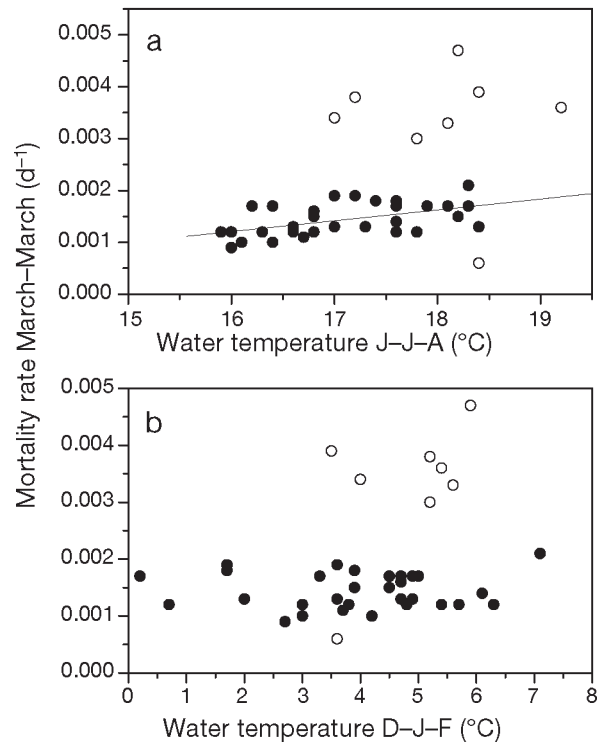 Mortality rate March–March (d⁻¹)
a
0.005
0.004
0.003
0.002
0.001
0.000
15 16 17 18 19
Water temperature J–J–A (°C)
b
0.005
0.004
0.003
0.002
0.001
0.000
0 1 2 3 4 5 6 7 8
Water temperature D–J–F (°C)